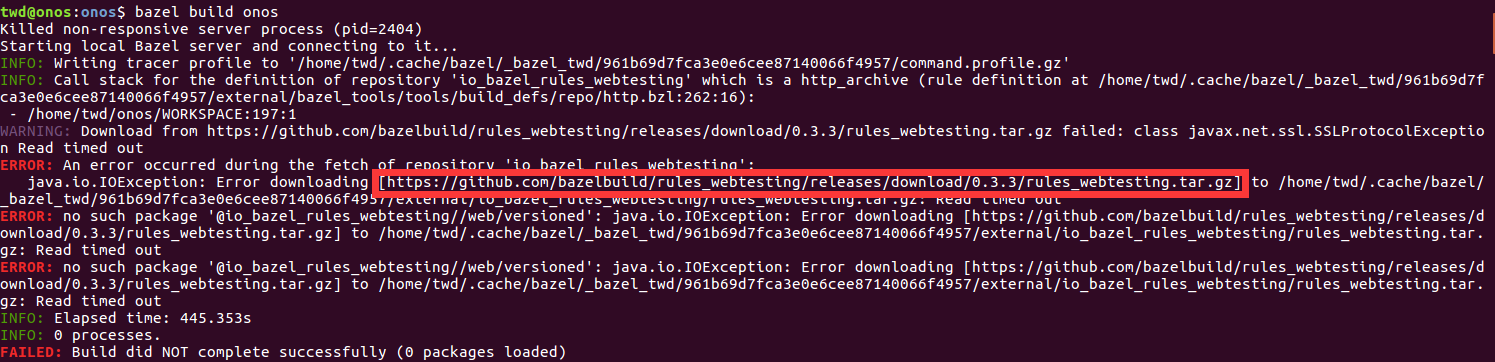 twd@onos:onos$ bazel build onos
Killed non-responsive server process (pid=2404)
Starting local Bazel server and connecting to it...
INFO: Writing tracer profile to '/home/twd/.cache/bazel/_bazel_twd/961b69d7fca3e0e6cee87140066f4957/command.profile.gz'
INFO: Call stack for the definition of repository 'io_bazel_rules_webtesting' which is a http_archive (rule definition at /home/twd/.cache/bazel/_bazel_twd/961b69d7f
ca3e0e6cee87140066f4957/external/bazel_tools/tools/build_defs/repo/http.bzl:262:16):
 - /home/twd/onos/WORKSPACE:197:1
WARNING: Download from https://github.com/bazelbuild/rules_webtesting/releases/download/0.3.3/rules_webtesting.tar.gz failed: class javax.net.ssl.SSLProtocolExceptio
n Read timed out
ERROR: An error occurred during the fetch of repository 'io_bazel_rules_webtesting':
   java.io.IOException: Error downloading [https://github.com/bazelbuild/rules_webtesting/releases/download/0.3.3/rules_webtesting.tar.gz] to /home/twd/.cache/bazel/
_bazel_twd/961b69d7fca3e0e6cee87140066f4957/external/io_bazel_rules_webtesting/rules_webtesting.tar.gz: Read timed out
ERROR: no such package '@io_bazel_rules_webtesting//web/versioned': java.io.IOException: Error downloading [https://github.com/bazelbuild/rules_webtesting/releases/d
ownload/0.3.3/rules_webtesting.tar.gz] to /home/twd/.cache/bazel/_bazel_twd/961b69d7fca3e0e6cee87140066f4957/external/io_bazel_rules_webtesting/rules_webtesting.tar.
gz: Read timed out
ERROR: no such package '@io_bazel_rules_webtesting//web/versioned': java.io.IOException: Error downloading [https://github.com/bazelbuild/rules_webtesting/releases/d
ownload/0.3.3/rules_webtesting.tar.gz] to /home/twd/.cache/bazel/_bazel_twd/961b69d7fca3e0e6cee87140066f4957/external/io_bazel_rules_webtesting/rules_webtesting.tar.
gz: Read timed out
INFO: Elapsed time: 445.353s
INFO: 0 processes.
FAILED: Build did NOT complete successfully (0 packages loaded)